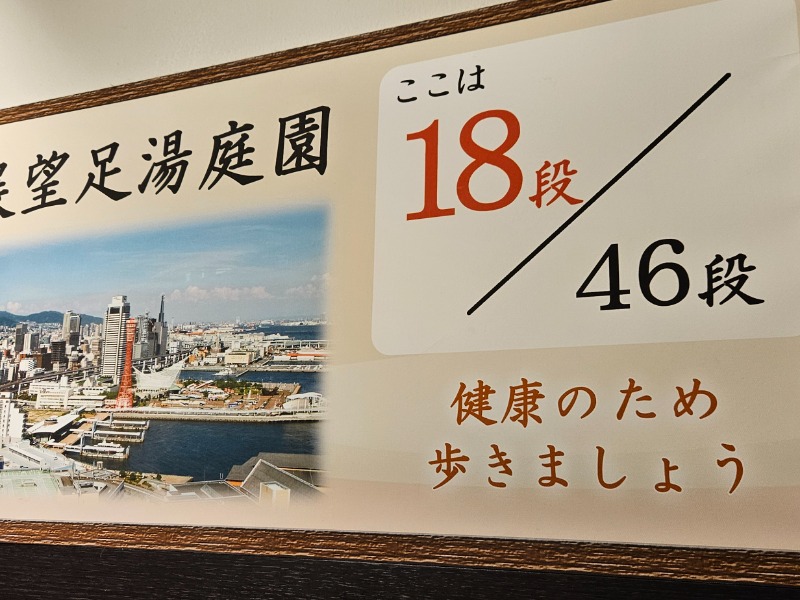 展望足湯庭園
ここは
18段
46段
健康のため
歩きましょう